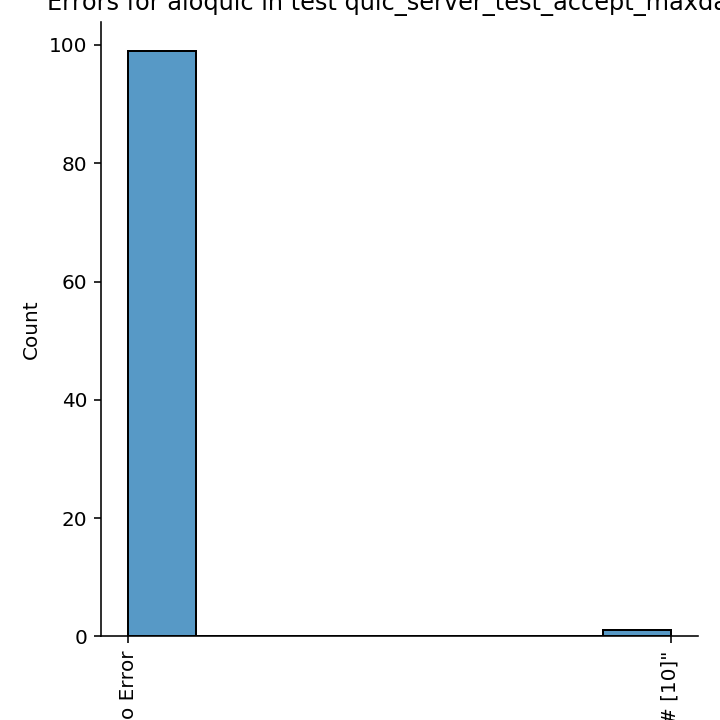 Errors for aioquic in test quic_server_test_accept_maxda
100
80
60
40
20
0
Count
o Error
# [10]"